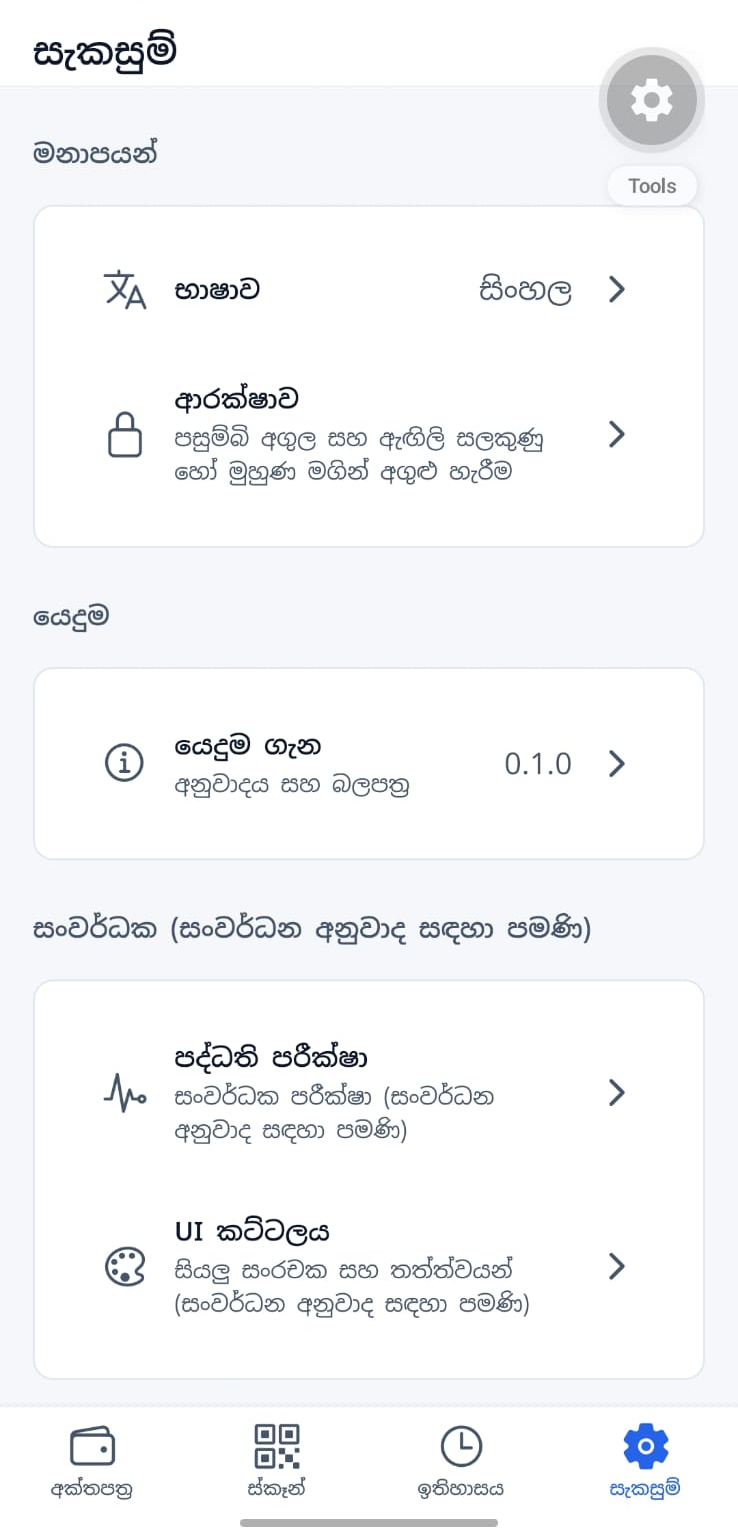 සැකසුම්
Tools
මනාපයන්
භාෂාව
සිංහල
ආරක්ෂාව
පසුම්බි අගුල සහ ඇඟිලි සලකුණු
හෝ මුහුණ මගින් අගුළු හැරීම
යෙදුම
යෙදුම ගැන
0.1.0
අනුවාදය සහ බලපත්‍ර
සංවර්ධක (සංවර්ධන අනුවාද සඳහා පමණි)
පද්ධති පරීක්ෂා
සංවර්ධක පරීක්ෂා (සංවර්ධන
අනුවාද සඳහා පමණි)
UI කට්ටලය
සියලු සංරචක සහ තත්ත්වයන්
(සංවර්ධන අනුවාද සඳහා පමණි)
අක්තපත්‍ර
ස්කෑන්
ඉතිහාසය
සැකසුම්